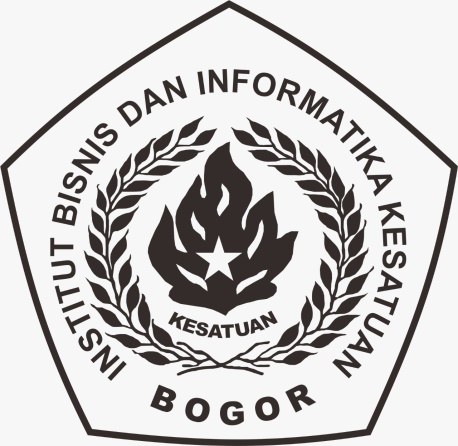 INSTITUT BISNIS DAN INFORMATIKA KESATUAN
KESATUAN
BOGOR